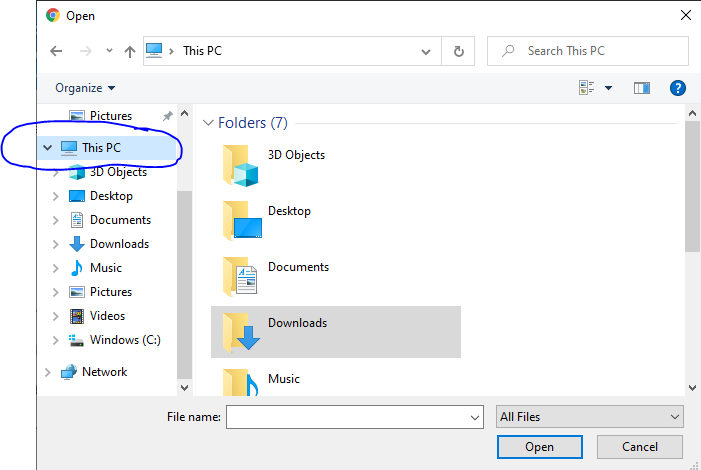 Open
This PC
Search This PC
Organize
Pictures
This PC
3D Objects
Desktop
Documents
Downloads
Music
Pictures
Videos
Windows (C:)
Network
Folders (7)
3D Objects
Desktop
Documents
Downloads
Music
File name:
All Files
Open
Cancel